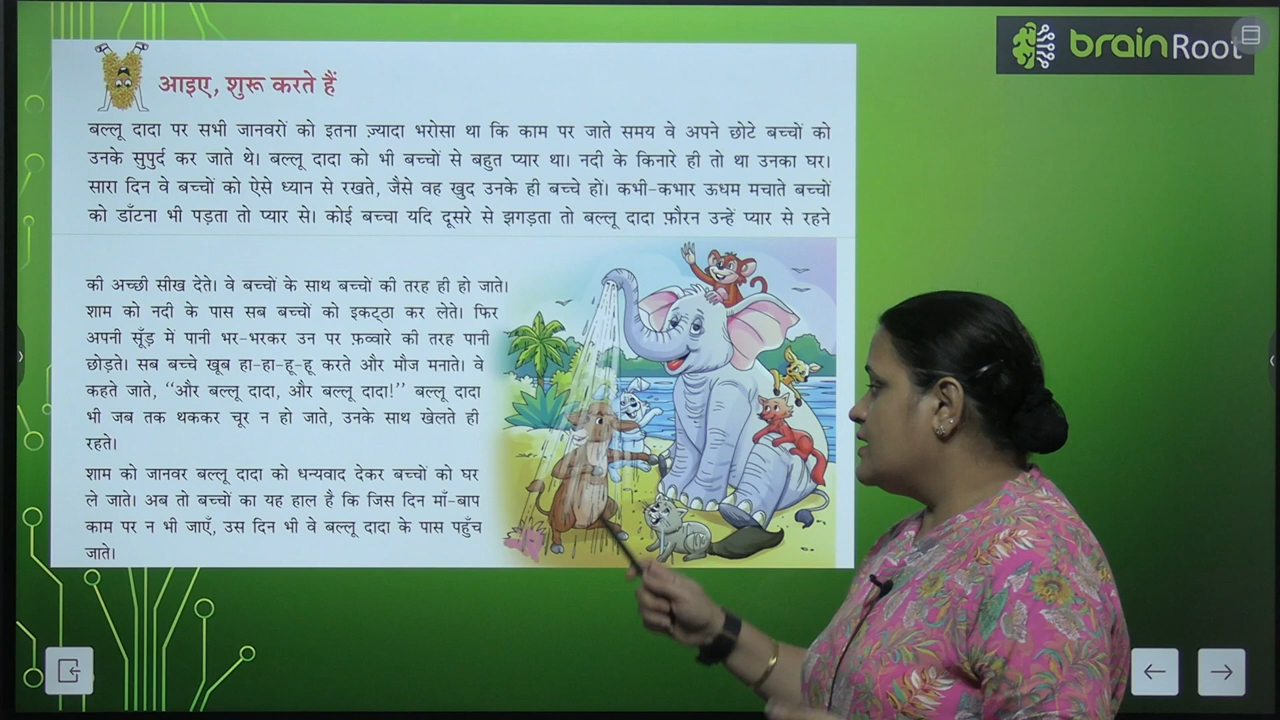 brainRoot
आइए, शुरू करते हैं
बल्लू दादा पर सभी जानवरों को इतना ज़्यादा भरोसा था कि काम पर जाते समय वे अपने छोटे बच्चों को
उनके सुपुर्द कर जाते थे। बल्लू दादा को भी बच्चों से बहुत प्यार था। नदी के किनारे ही तो था उनका घर।
सारा दिन वे बच्चों को ऐसे ध्यान से रखते, जैसे वह खुद उनके ही बच्चे हों। कभी-कभार ऊधम मचाते बच्चों
को डाँटना भी पड़ता तो प्यार से। कोई बच्चा यदि दूसरे से झगड़ता तो बल्लू दादा फ़ौरन उन्हें प्यार से रहने
की अच्छी सीख देते। वे बच्चों के साथ बच्चों की तरह ही हो जाते।
शाम को नदी के पास सब बच्चों को इकट्ठा कर लेते। फिर
अपनी सूँड़ में पानी भर-भरकर उन पर फ़व्वारे की तरह पानी
छोड़ते। सब बच्चे खूब हा-हा-हू-हू करते और मौज मनाते। वे
कहते जाते, ‘‘और बल्लू दादा, और बल्लू दादा!’’ बल्लू दादा
भी जब तक थककर चूर न हो जाते, उनके साथ खेलते ही
रहते।
शाम को जानवर बल्लू दादा को धन्यवाद देकर बच्चों को घर
ले जाते। अब तो बच्चों का यह हाल है कि जिस दिन माँ-बाप
काम पर न भी जाएँ, उस दिन भी वे बल्लू दादा के पास पहुँच
जाते।